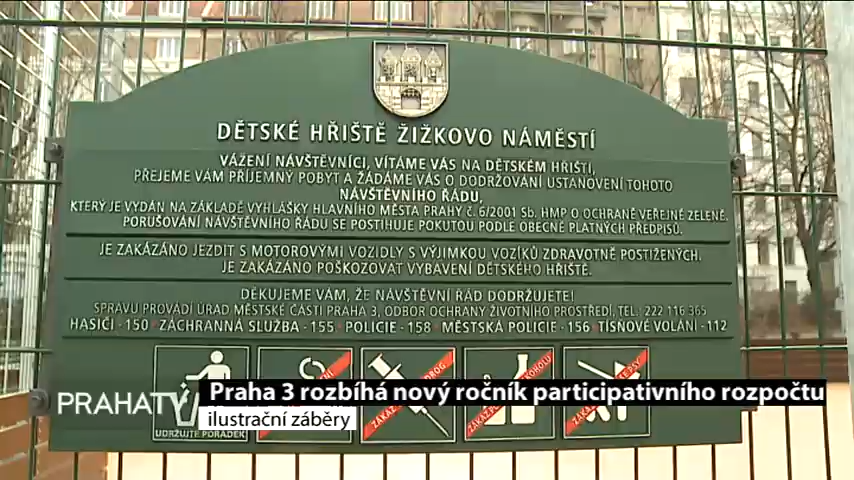 DĚTSKÉ HŘIŠTĚ ŽIŽKOVO NÁMĚSTÍ
VÁŽENÍ NÁVŠTĚVNÍCI, VÍTÁME VÁS NA DĚTSKÉM HŘIŠTI,
PŘEJEME VÁM PŘÍJEMNÝ POBYT A ŽÁDÁME VÁS O DODRŽOVÁNÍ USTANOVENÍ TOHOTO
NÁVŠTĚVNÍHO ŘÁDU,
KTERÝ JE VYDÁN NA ZÁKLADĚ VYHLÁŠKY HLAVNÍHO MĚSTA PRAHY Č. 6/2001 Sb. HMP O OCHRANĚ VEŘEJNÉ ZELENĚ.
PORUŠOVÁNÍ NÁVŠTĚVNÍHO ŘÁDU SE POSTIHUJE POKUTOU PODLE OBECNĚ PLATNÝCH PŘEDPISŮ.
JE ZAKÁZÁNO JEZDIT S MOTOROVÝMI VOZIDLY S VÝJIMKOU VOZÍKŮ ZDRAVOTNĚ POSTIŽENÝCH.
JE ZAKÁZÁNO POŠKOZOVAT VYBAVENÍ DĚTSKÉHO HŘIŠTĚ.
DĚKUJEME VÁM, ŽE NÁVŠTĚVNÍ ŘÁD DODRŽUJETE!
SPRÁVU PROVÁDÍ ÚŘAD MĚSTSKÉ ČÁSTI PRAHA 3, ODBOR OCHRANY ŽIVOTNÍHO PROSTŘEDÍ, TEL.: 222 116 365
HASIČI - 150 ZÁCHRANNÁ SLUŽBA - 155 POLICIE - 158 MĚSTSKÁ POLICIE - 156 TÍSŇOVÉ VOLÁNÍ - 112
UDRŽUJTE POŘÁDEK
PRAHA TV
Praha 3 rozbíhá nový ročník participativního rozpočtu
ilustrační záběry